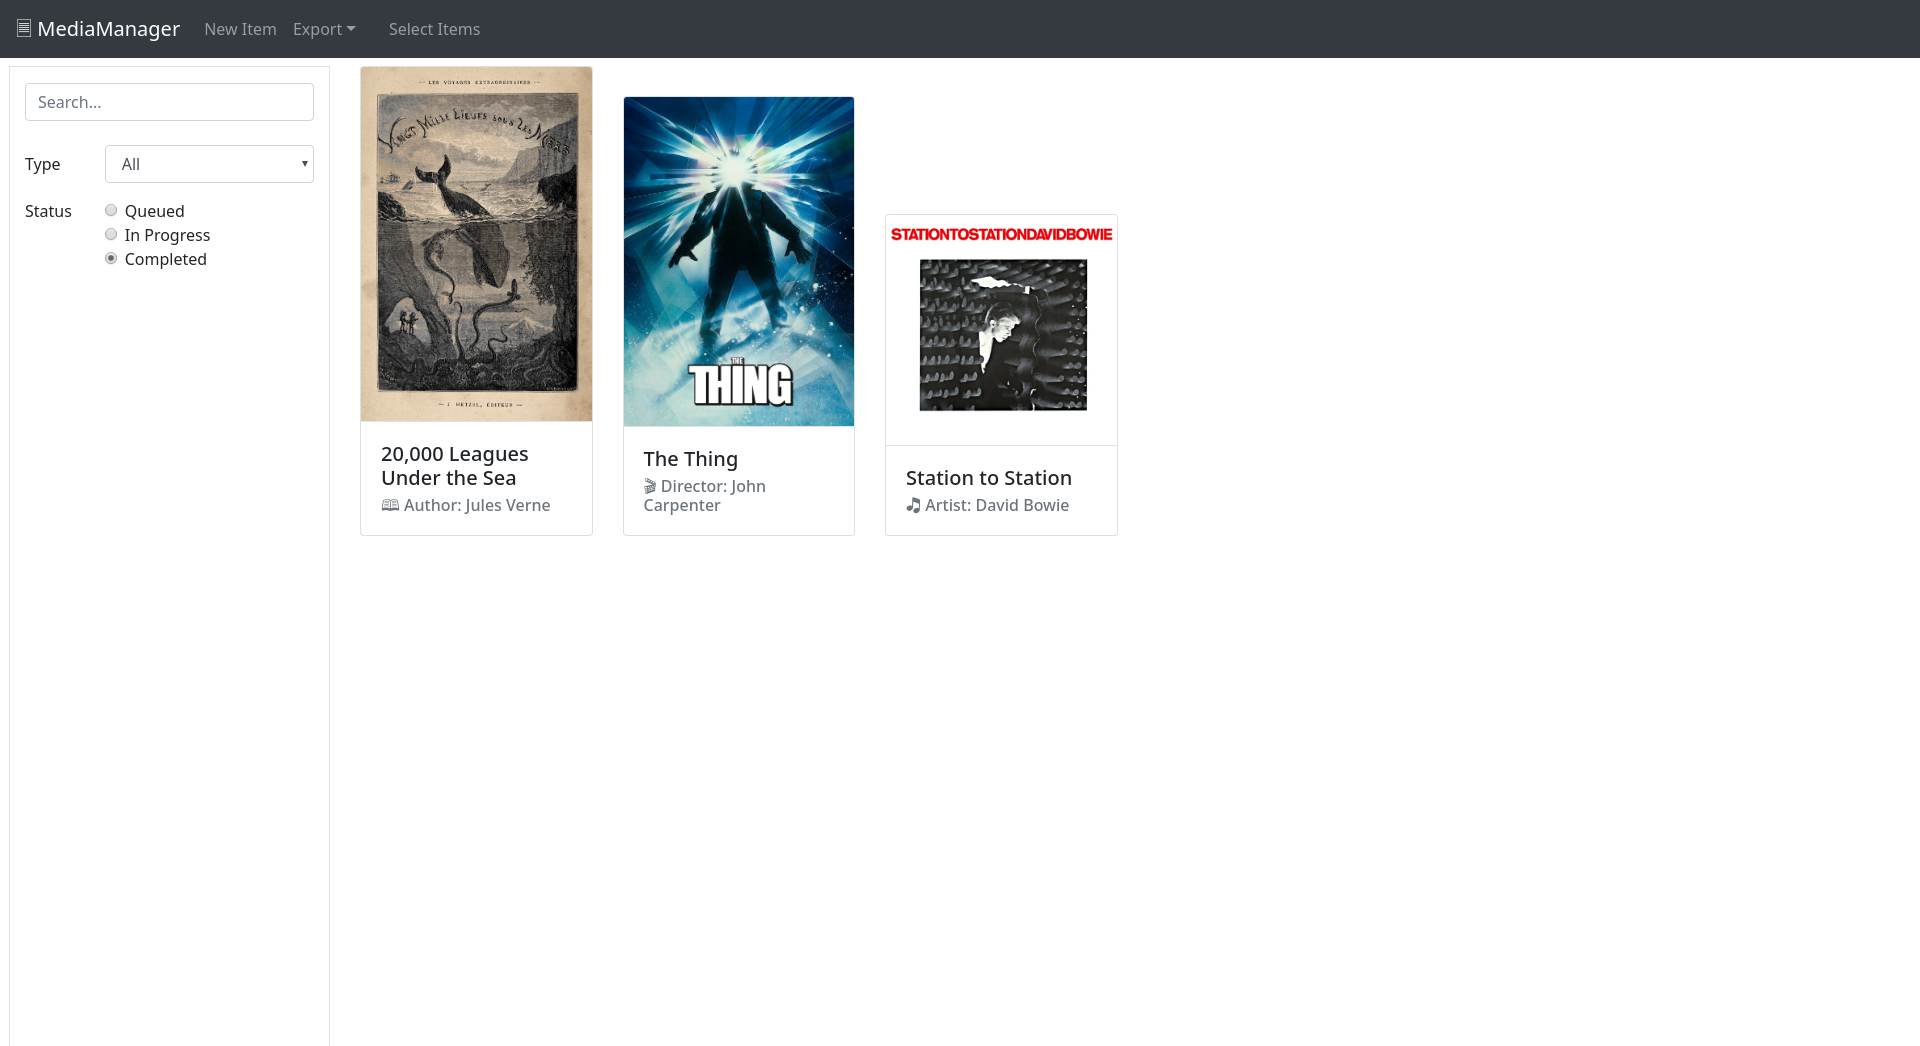 MediaManager
New Item
Export
Select Items
Search...
Type
All
Status
Queued
In Progress
Completed
LES VOYAGES EXTRAORDINAIRES
VINGT MILLE LIEUES SOUS LES MERS
J. HETZEL, ÉDITEUR
20,000 Leagues
Under the Sea
Author: Jules Verne
THE
THING
The Thing
Director: John
Carpenter
STATIONTOSTATIONDAVIDBOWIE
Station to Station
Artist: David Bowie